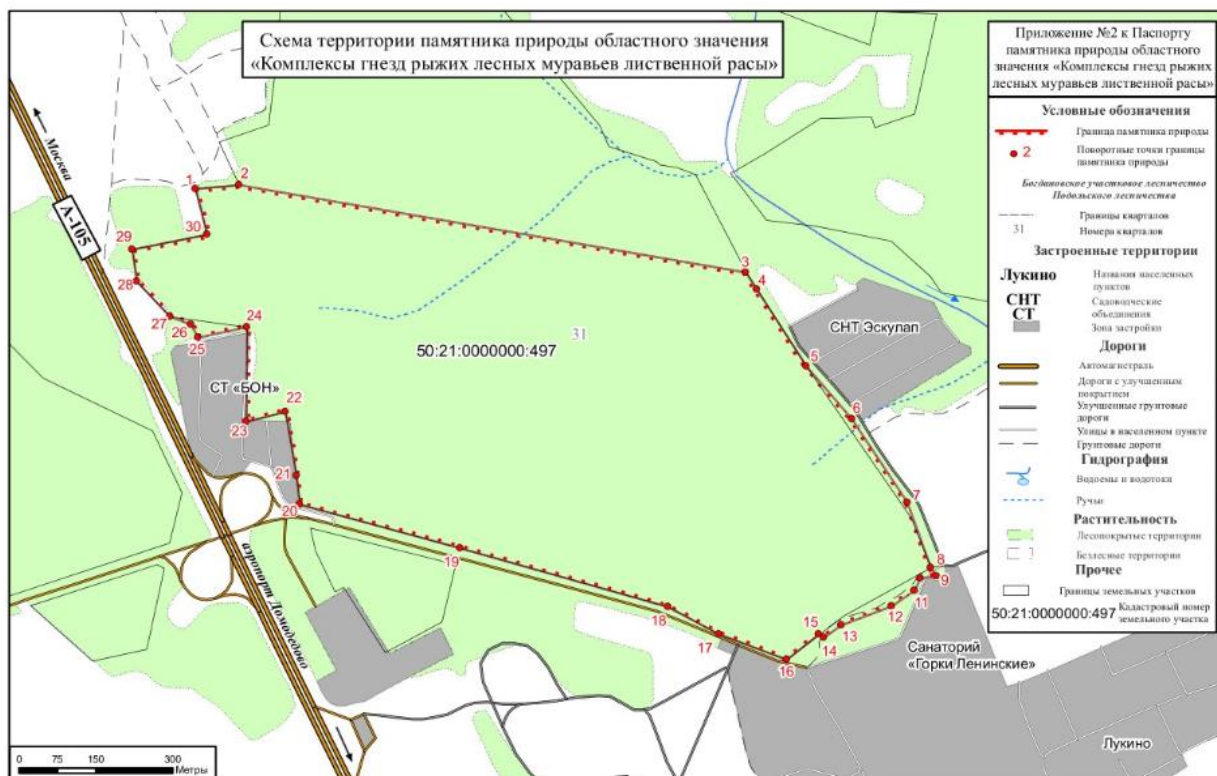 Схема территории памятника природы областного значения
«Комплексы гнезд рыжих лесных муравьев лиственной расы»
Приложение №2 к Паспорту
памятника природы областного
значения «Комплексы гнезд рыжих
лесных муравьев лиственной расы»
Условные обозначения
Граница памятника природы
2
Поворотные точки границы
памятника природы
Богдановское участковое лесничество
Подольского лесничества
Границы кварталов
31
Номера кварталов
Застроенные территории
Лукино
Названия населенных
пунктов
СНТ
СТ
Садоводческие
объединения
Зона застройки
Дороги
Автомагистраль
Дороги с улучшенным
покрытием
Улучшенные грунтовые
дороги
Улицы в населенном пункте
Грунтовые дороги
Гидрография
Водоемы и водотоки
Ручьи
Растительность
Лесопокрытые территории
Безлесные территории
Прочее
Границы земельных участков
50:21:0000000:497
Кадастровый номер
земельного участка
Москва
А-105
1
2
30
29
28
27
26
25
24
3
4
СНТ Эскулап
31
50:21:0000000:497
5
СТ «БОН»
22
23
6
21
7
20
19
аэропорт Домодедово
8
9
11
12
13
14
15
18
17
16
Санаторий
«Горки Ленинские»
Лукино
0 75 150 300
Метры